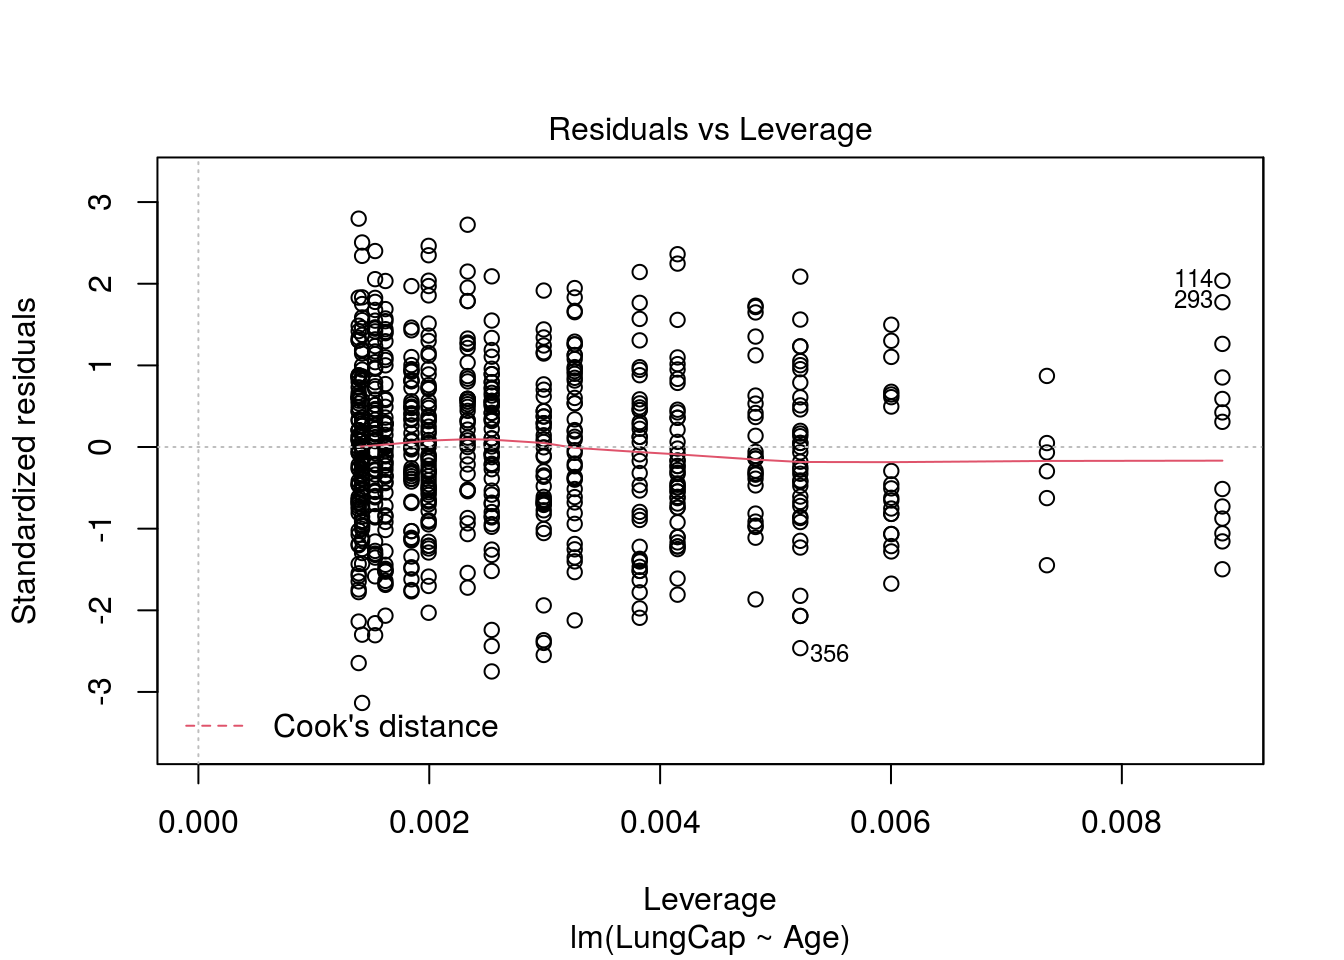 Residuals vs Leverage
Standardized residuals
3
2
1
0
-1
-2
-3
114
293
356
Cook's distance
0.000 0.002 0.004 0.006 0.008
Leverage
lm(LungCap ~ Age)